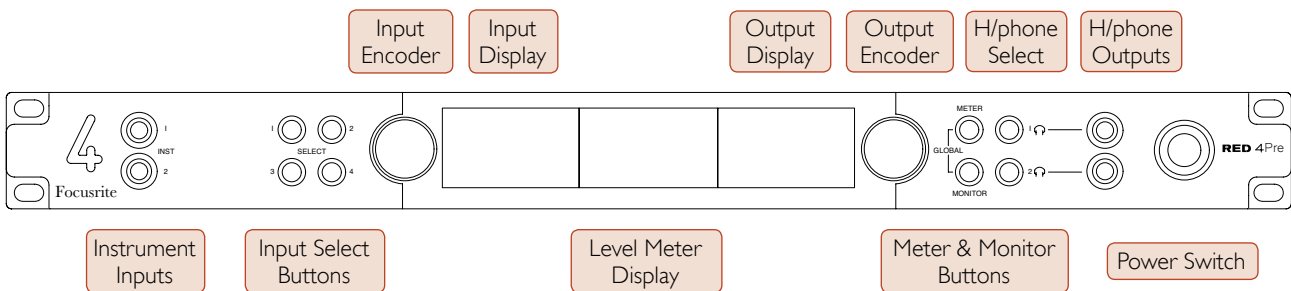 Input
Encoder
Input
Display
Output
Display
Output
Encoder
H/phone
Select
H/phone
Outputs
4
Focusrite
1
INST
2
1
2
SELECT
3
4
METER
GLOBAL
MONITOR
1
2
RED 4Pre
Instrument
Inputs
Input Select
Buttons
Level Meter
Display
Meter & Monitor
Buttons
Power Switch